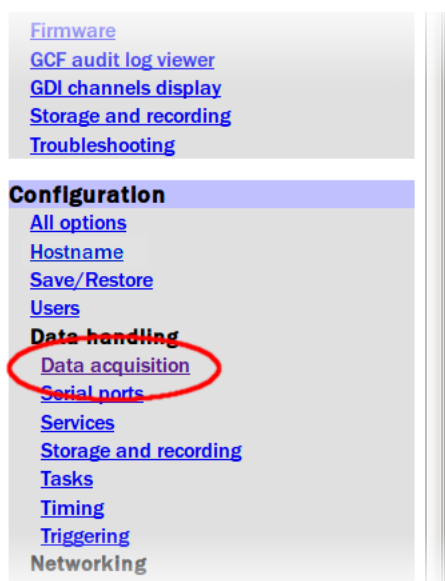 Firmware
GCF audit log viewer
GDI channels display
Storage and recording
Troubleshooting
Configuration
All options
Hostname
Save/Restore
Users
Data handling
Data acquisition
Serial ports
Services
Storage and recording
Tasks
Timing
Triggering
Networking